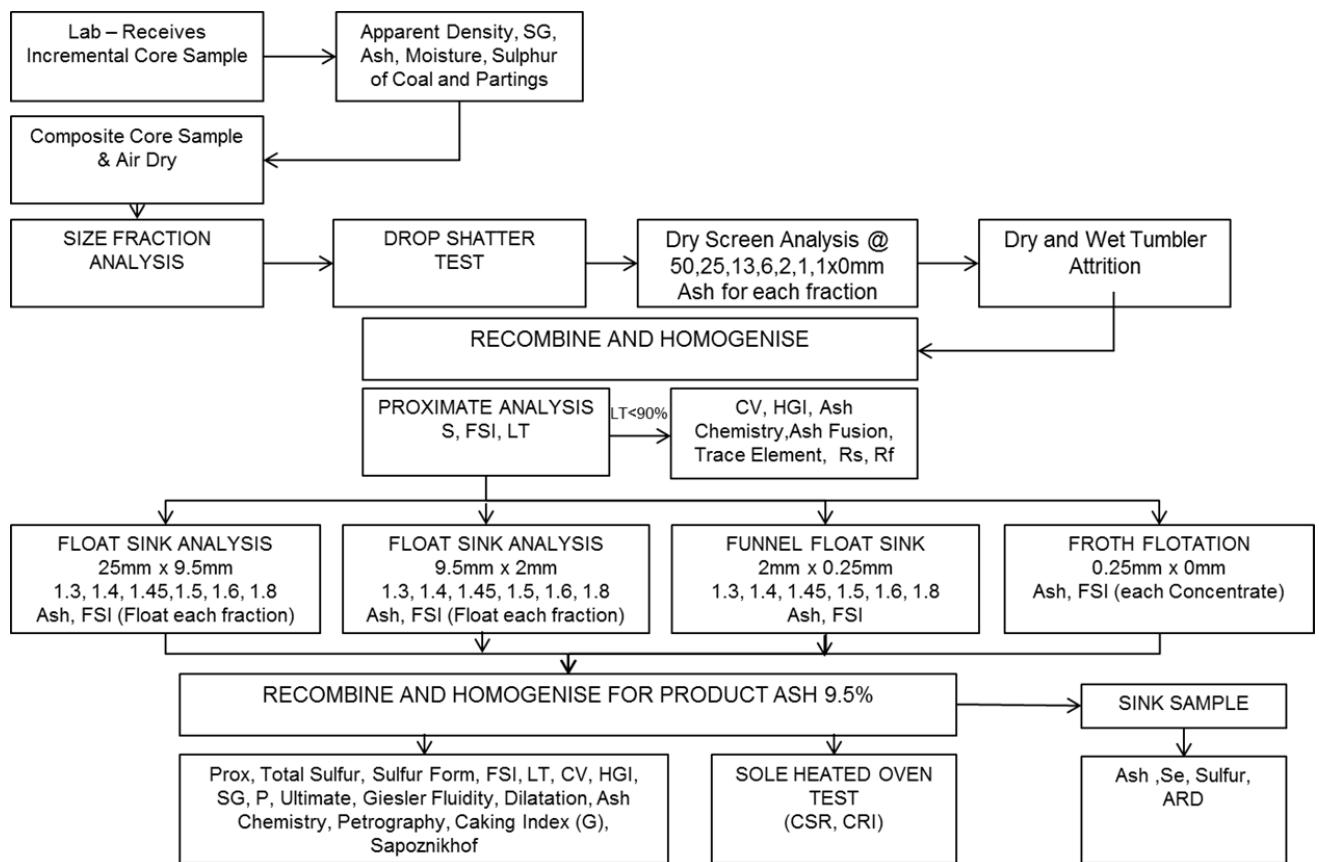 Lab – Receives
Incremental Core Sample
Apparent Density, SG,
Ash, Moisture, Sulphur
of Coal and Partings
Composite Core Sample
& Air Dry
SIZE FRACTION
ANALYSIS
DROP SHATTER
TEST
Dry Screen Analysis @
50,25,13,6,2,1,1x0mm
Ash for each fraction
Dry and Wet Tumbler
Attrition
RECOMBINE AND HOMOGENISE
PROXIMATE ANALYSIS
S, FSI, LT
LT<90%
CV, HGI, Ash
Chemistry,Ash Fusion,
Trace Element, Rs, Rf
FLOAT SINK ANALYSIS
25mm x 9.5mm
1.3, 1.4, 1.45,1.5, 1.6, 1.8
Ash, FSI (Float each fraction)
FLOAT SINK ANALYSIS
9.5mm x 2mm
1.3, 1.4, 1.45, 1.5, 1.6, 1.8
Ash, FSI (Float each fraction)
FUNNEL FLOAT SINK
2mm x 0.25mm
1.3, 1.4, 1.45, 1.5, 1.6, 1.8
Ash, FSI
FROTH FLOTATION
0.25mm x 0mm
Ash, FSI (each Concentrate)
RECOMBINE AND HOMOGENISE FOR PRODUCT ASH 9.5%
SINK SAMPLE
Prox, Total Sulfur, Sulfur Form, FSI, LT, CV, HGI,
SG, P, Ultimate, Giesler Fluidity, Dilatation, Ash
Chemistry, Petrography, Caking Index (G),
Sapoznikhof
SOLE HEATED OVEN
TEST
(CSR, CRI)
Ash ,Se, Sulfur,
ARD